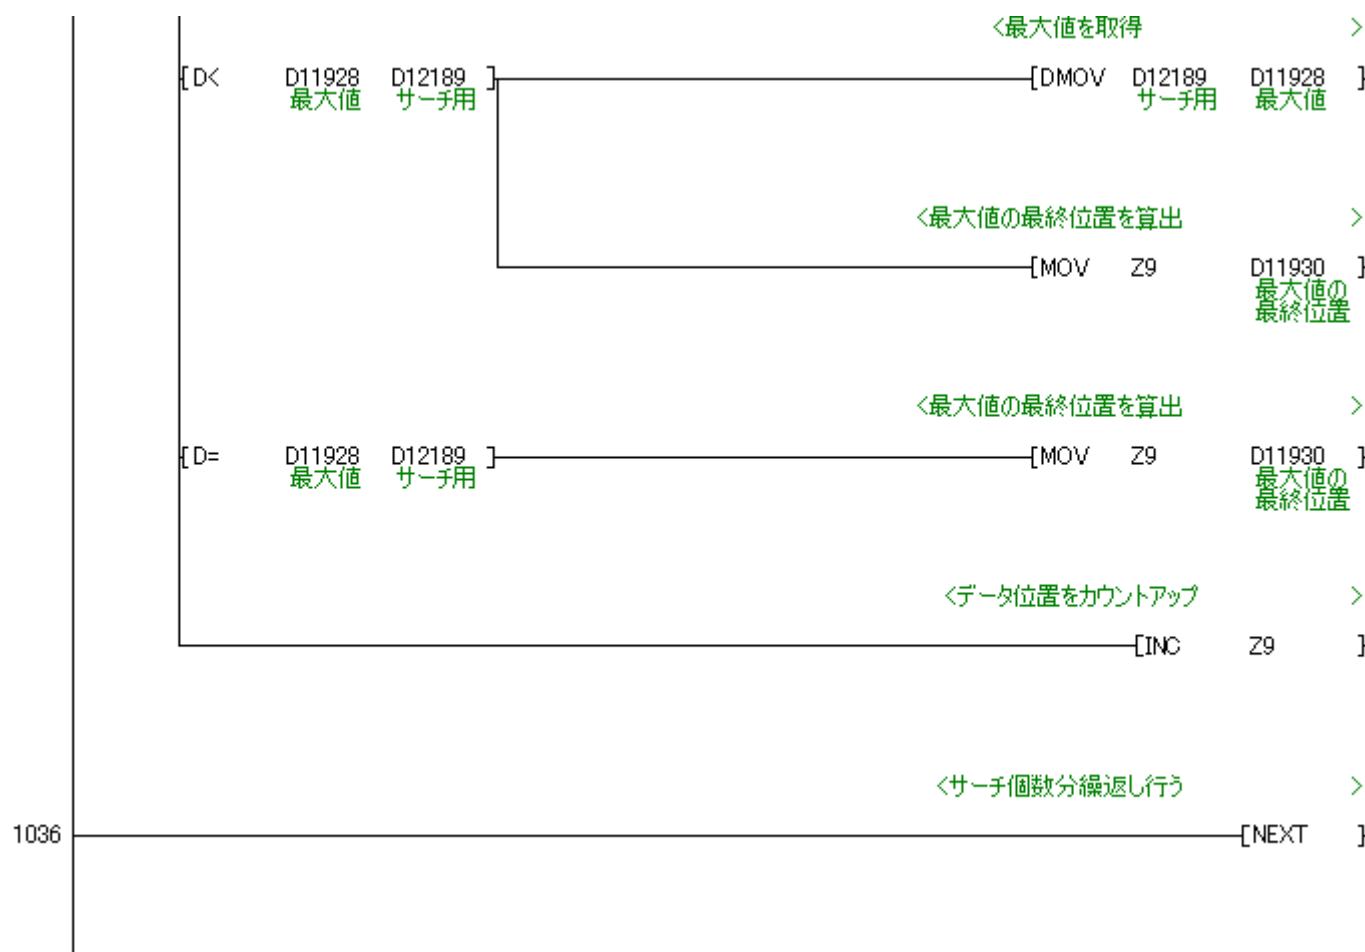 <最大値を取得 >
[D< D11928 D12189 ] [DMOV D12189 D11928 ]
最大値 サーチ用 サーチ用 最大値
<最大値の最終位置を算出 >
[MOV Z9 D11930 ]
最大値の
最終位置
<最大値の最終位置を算出 >
[D= D11928 D12189 ] [MOV Z9 D11930 ]
最大値 サーチ用 最大値の
最終位置
<データ位置をカウントアップ >
[INC Z9 ]
<サーチ個数分繰返し行う >
1036 [NEXT ]